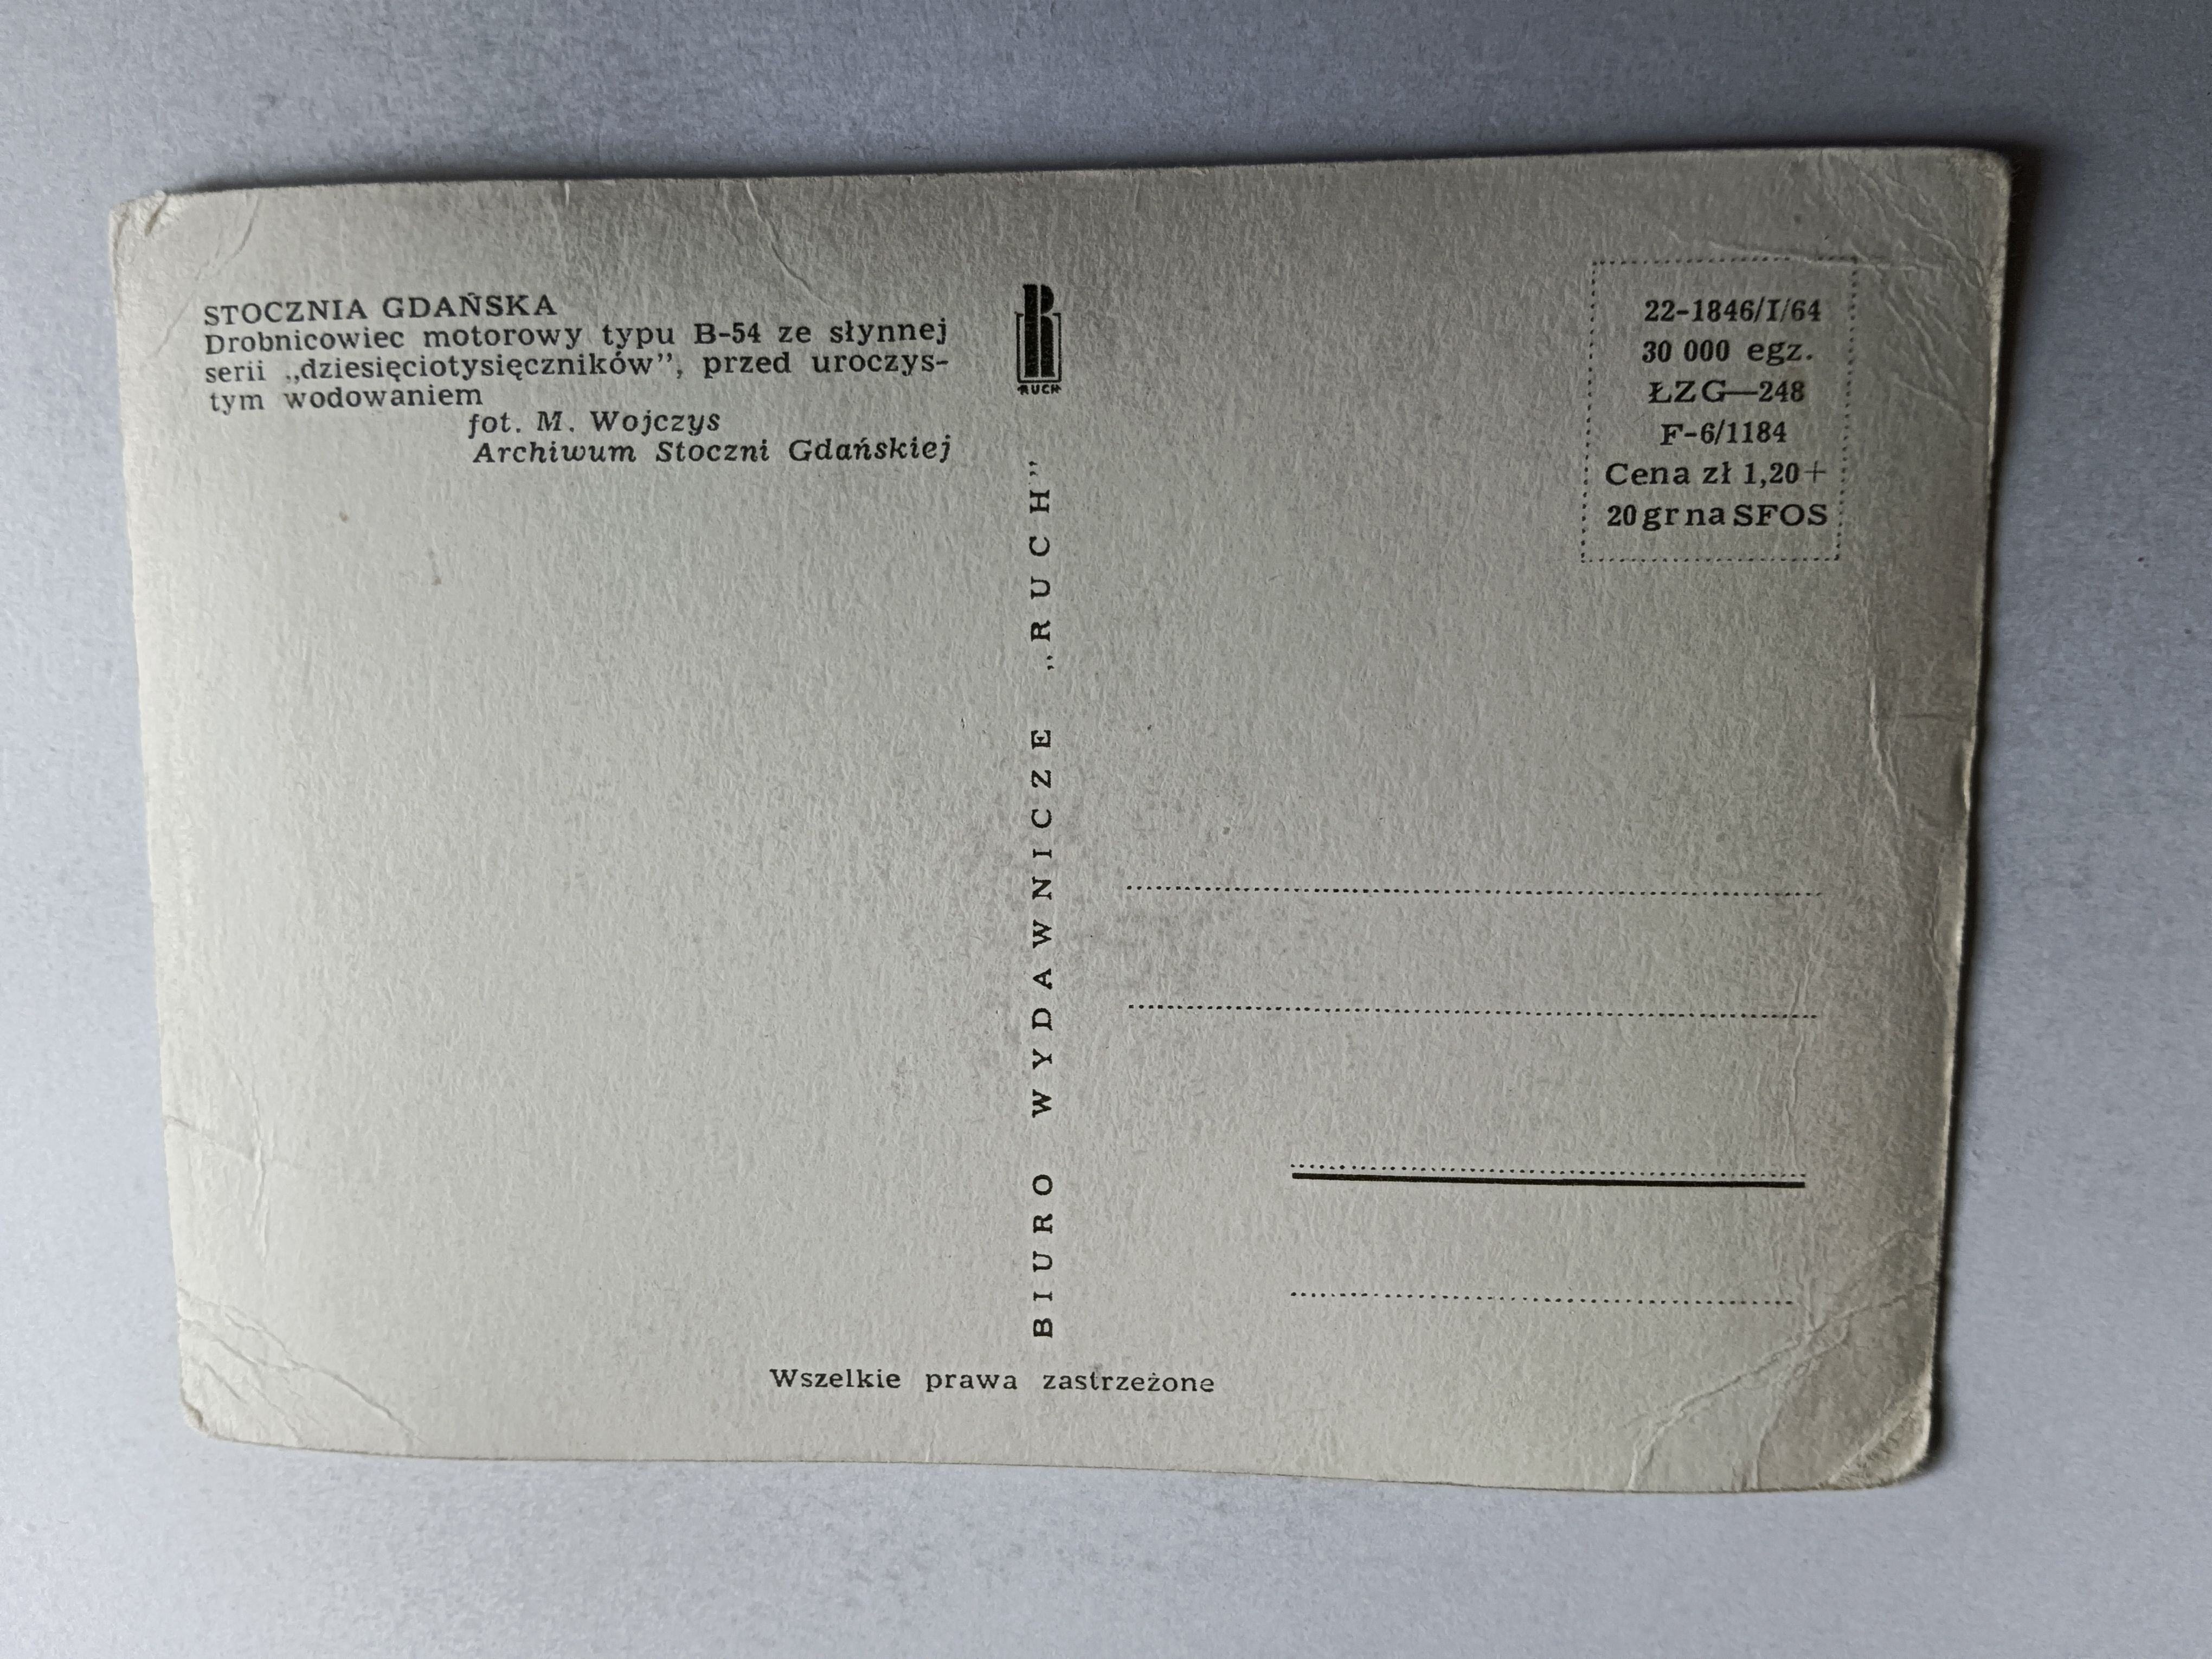 STOCZNIA GDAŃSKA
Drobnicowiec motorowy typu B-54 ze słynnej
serii „dziesięciotysięczników”, przed uroczys-
tym wodowaniem
fot. M. Wojczys
Archiwum Stoczni Gdańskiej
RUCH
BIURO WYDAWNICZE „RUCH”
22-1846/I/64
30 000 egz.
ŁZG—248
F-6/1184
Cena zł 1,20+
20 gr na SFOS
Wszelkie prawa zastrzeżone